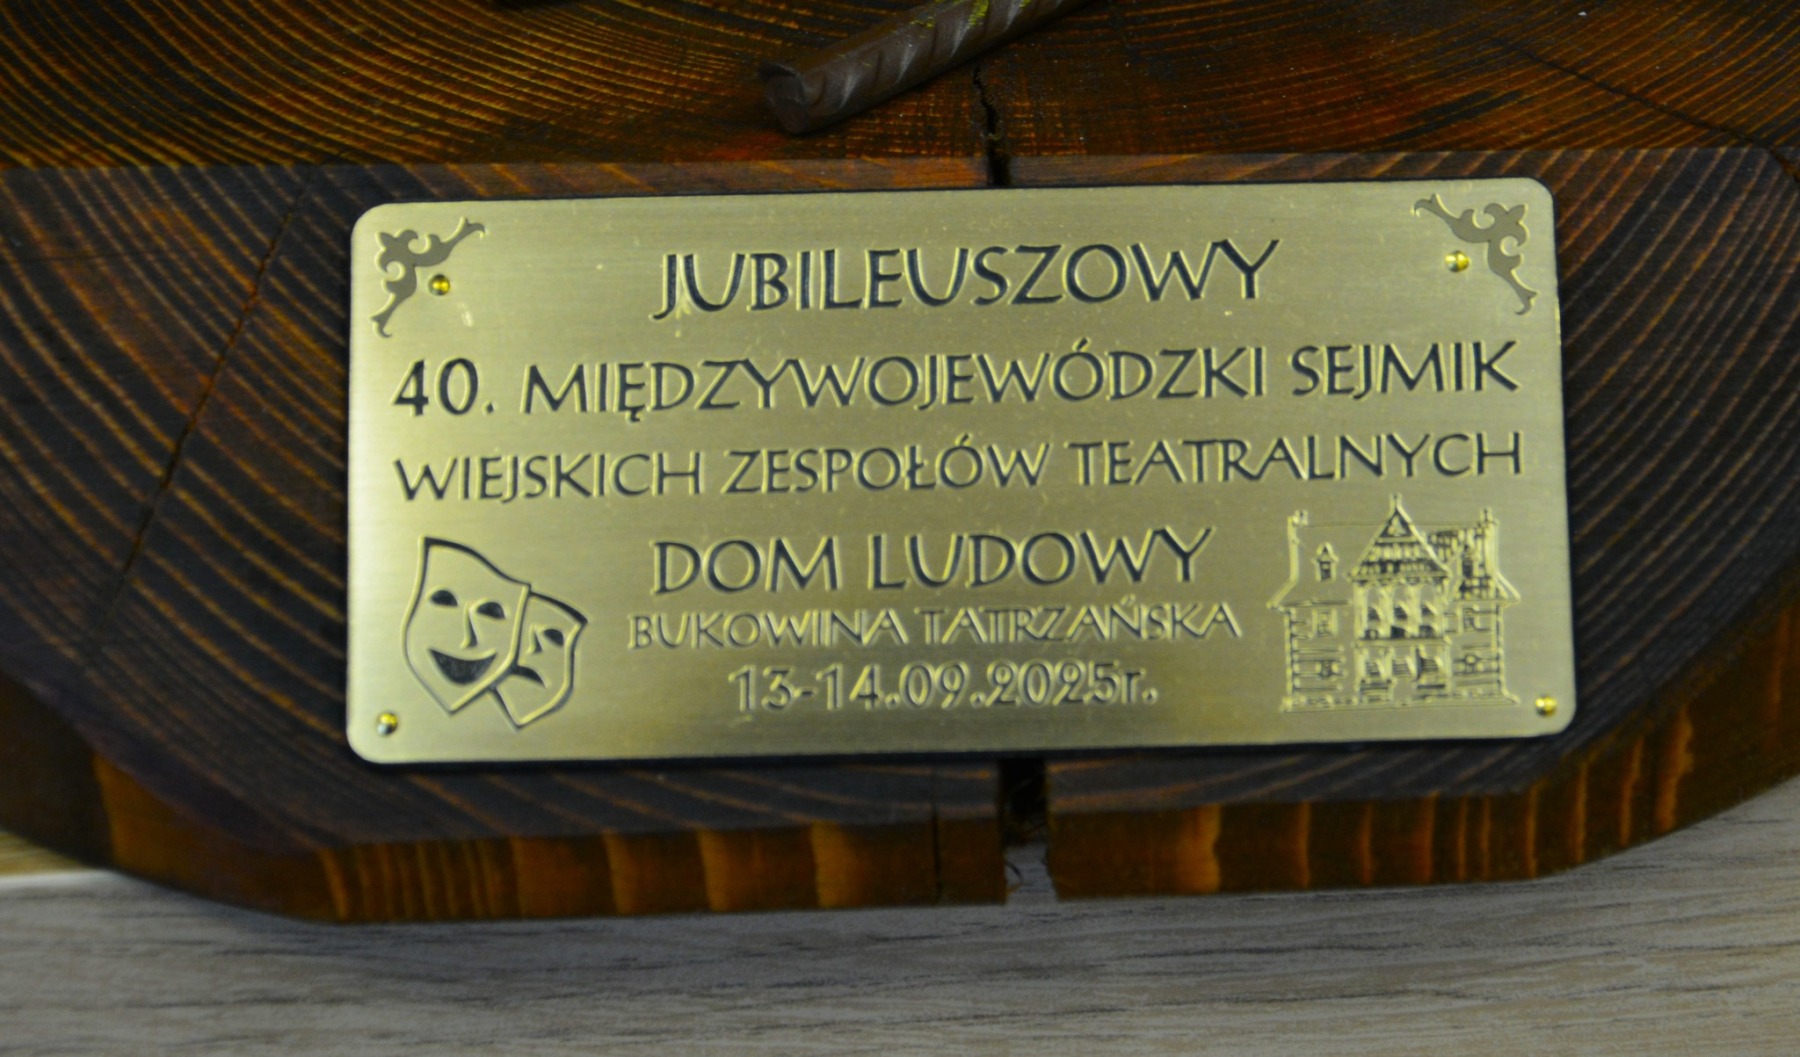 JUBILEUSZOWY
40. MIĘDZYWOJEWÓDZKI SEJMIK
WIEJSKICH ZESPOŁÓW TEATRALNYCH
DOM LUDOWY
BUKOWINA TATRZAŃSKA
13-14.09.2025r.